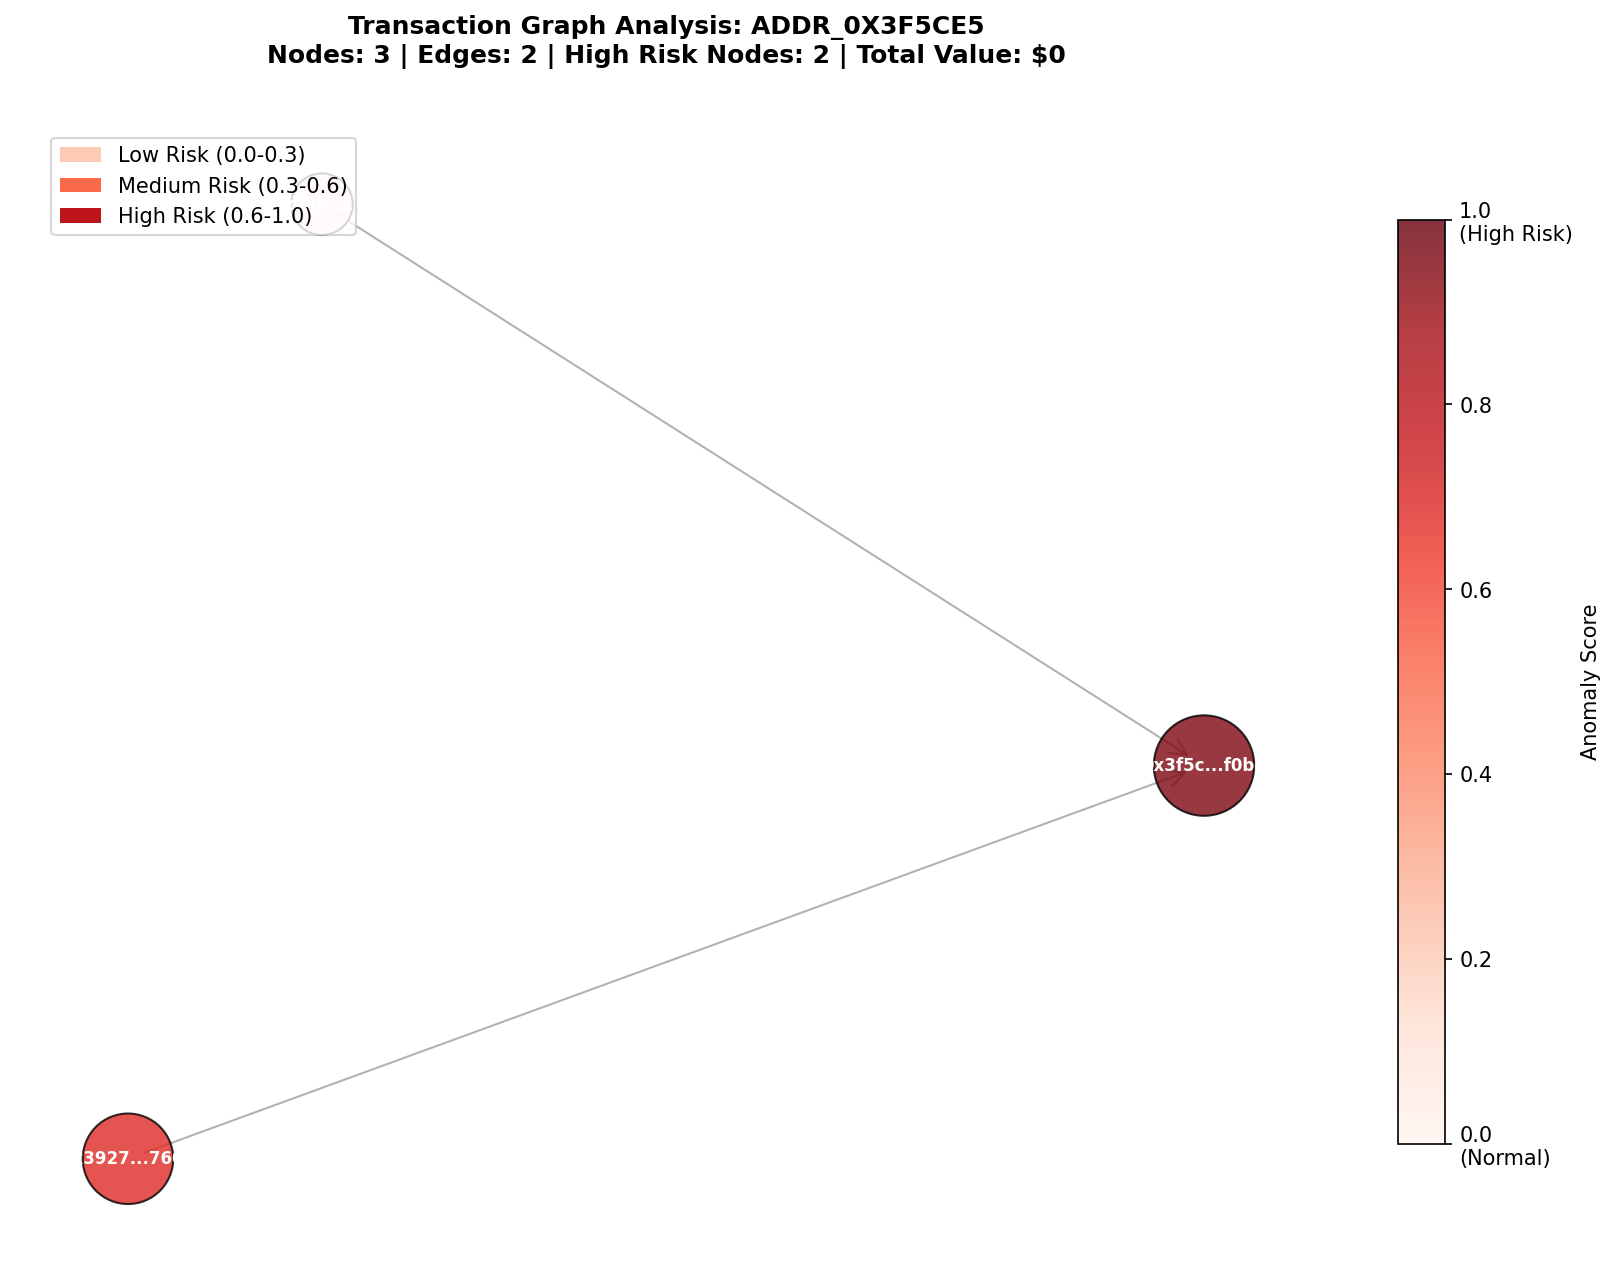 Transaction Graph Analysis: ADDR_0X3F5CE5
Nodes: 3 | Edges: 2 | High Risk Nodes: 2 | Total Value: $0
Low Risk (0.0-0.3)
Medium Risk (0.3-0.6)
High Risk (0.6-1.0)
1.0
(High Risk)
0.8
0.6
0.4
0.2
0.0
(Normal)
Anomaly Score
x3f5c...f0b
3927...76